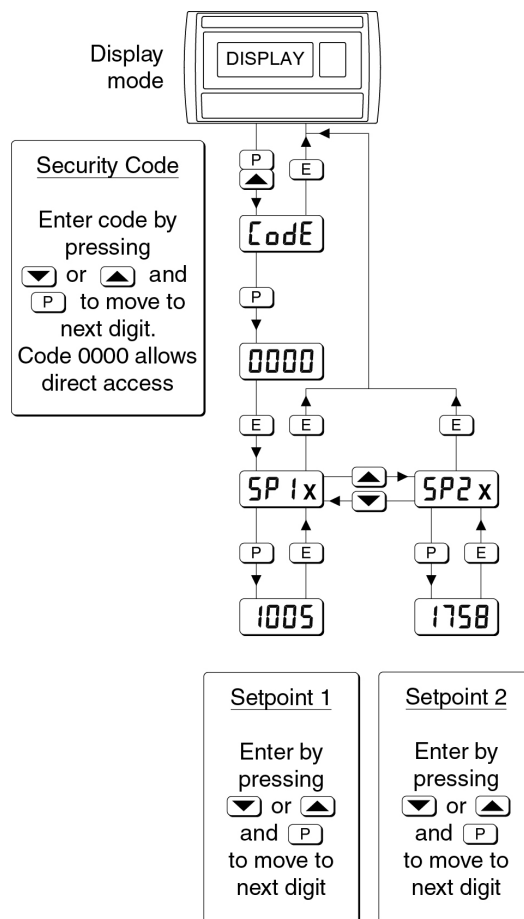 Display
mode
DISPLAY
P
E
Security Code
Enter code by
pressing
or and
P to move to
next digit.
Code 0000 allows
direct access
CodE
P
0000
E
E
E
SP1x
SP2x
P
E
P
E
1005
1758
Setpoint 1
Enter by
pressing
or
and P
to move to
next digit
Setpoint 2
Enter by
pressing
or
and P
to move to
next digit